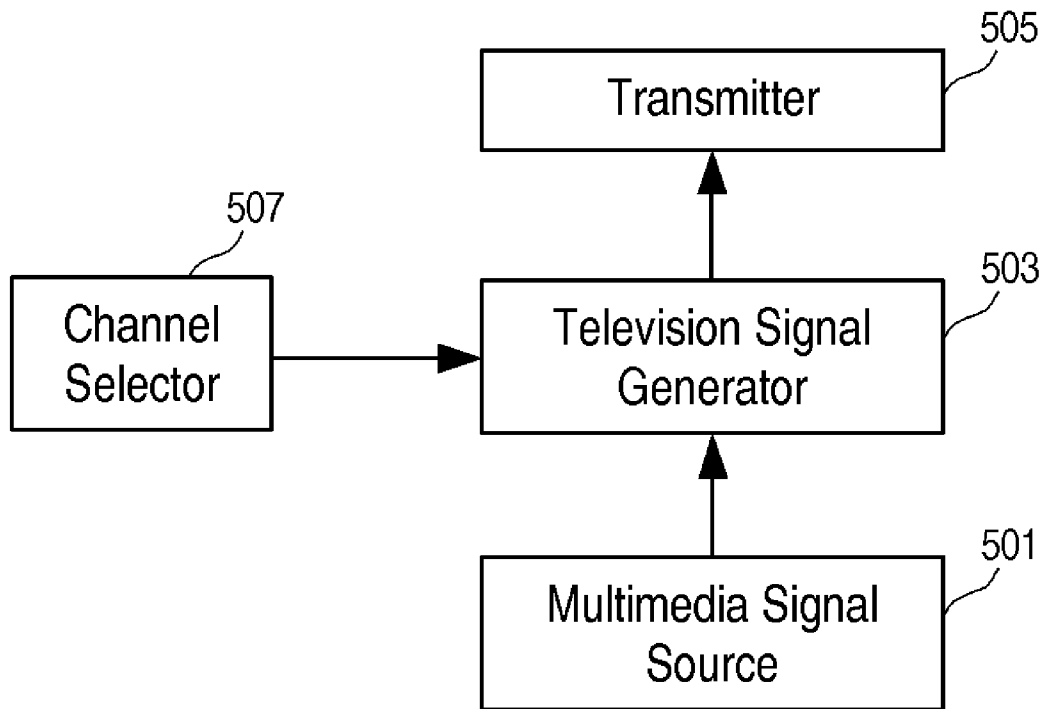 505
Transmitter
507
Channel
Selector
503
Television Signal
Generator
501
Multimedia Signal
Source